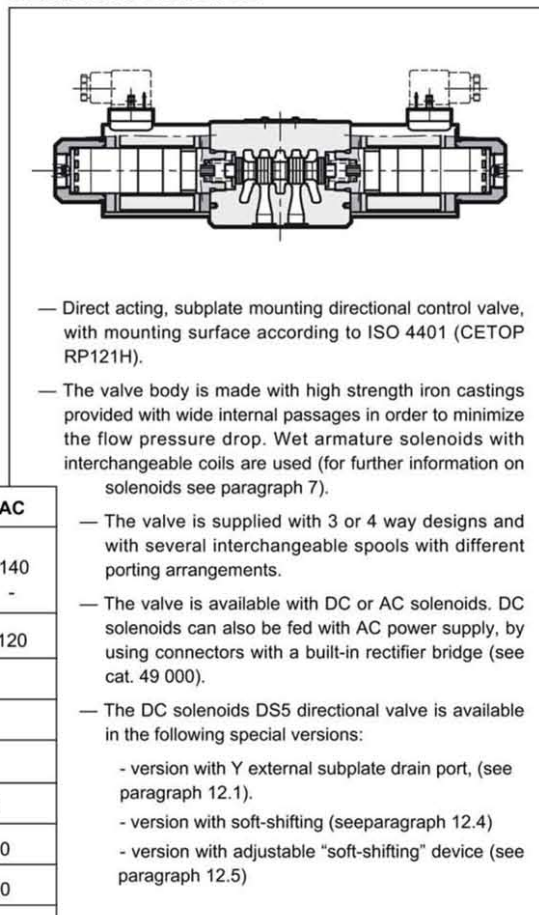 — Direct acting, subplate mounting directional control valve,
with mounting surface according to ISO 4401 (CETOP
RP121H).
— The valve body is made with high strength iron castings
provided with wide internal passages in order to minimize
the flow pressure drop. Wet armature solenoids with
interchangeable coils are used (for further information on
solenoids see paragraph 7).
— The valve is supplied with 3 or 4 way designs and
with several interchangeable spools with different
porting arrangements.
— The valve is available with DC or AC solenoids. DC
solenoids can also be fed with AC power supply, by
using connectors with a built-in rectifier bridge (see
cat. 49 000).
— The DC solenoids DS5 directional valve is available
in the following special versions:
- version with Y external subplate drain port, (see
paragraph 12.1).
- version with soft-shifting (seeparagraph 12.4)
- version with adjustable “soft-shifting” device (see
paragraph 12.5)
AC
140
-
120
0
0